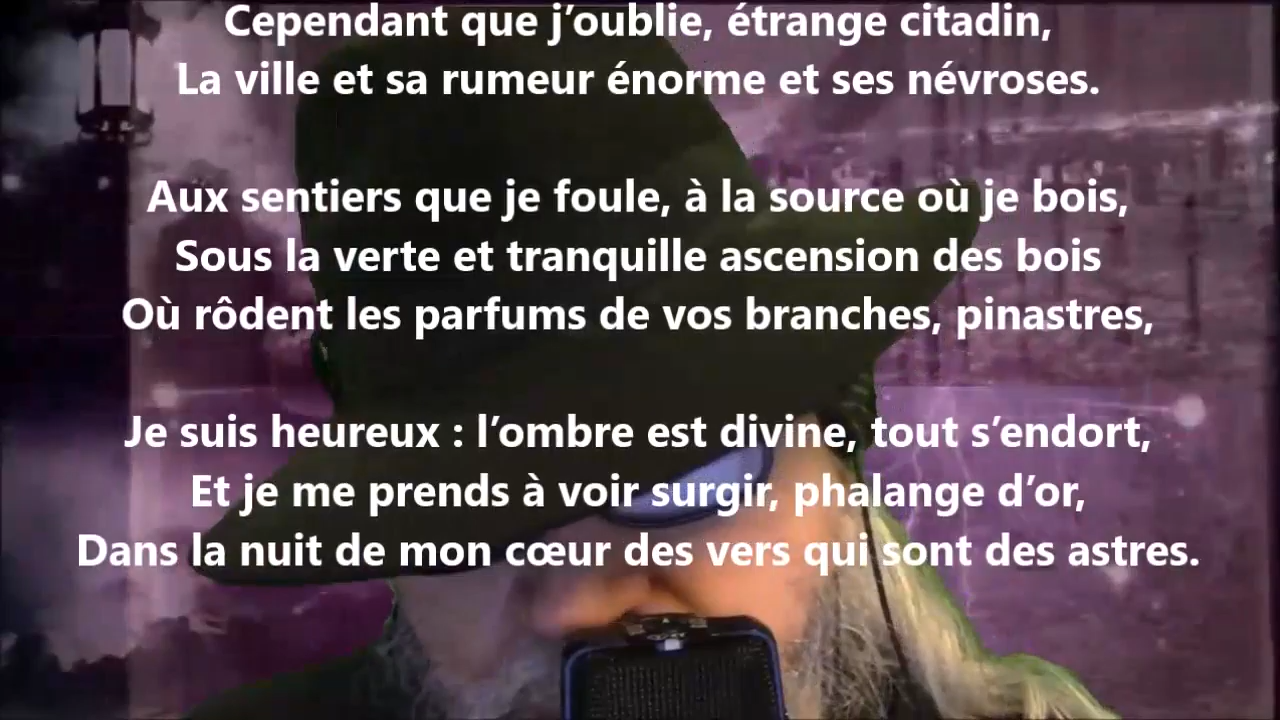 Cependant que j’oublie, étrange citadin,
La ville et sa rumeur énorme et ses névroses.
Aux sentiers que je foule, à la source où je bois,
Sous la verte et tranquille ascension des bois
Où rôdent les parfums de vos branches, pinastres,
Je suis heureux : l’ombre est divine, tout s’endort,
Et je me prends à voir surgir, phalange d’or,
Dans la nuit de mon cœur des vers qui sont des astres.